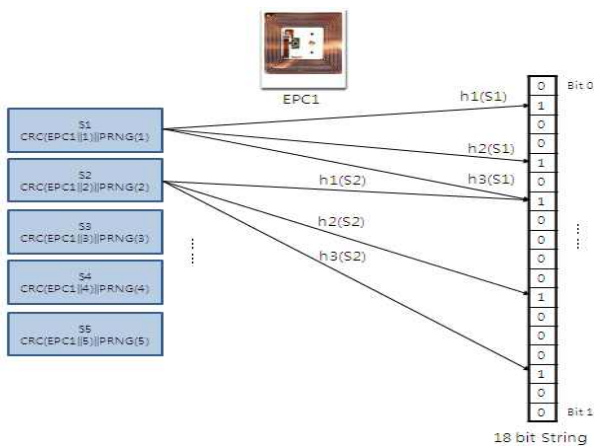 EPC1
S1
CRC(EPC1||1)||PRNG(1)
S2
CRC(EPC1||2)||PRNG(2)
S3
CRC(EPC1||3)||PRNG(3)
S4
CRC(EPC1||4)||PRNG(4)
S5
CRC(EPC1||5)||PRNG(5)
h1(S1)
h2(S1)
h3(S1)
h1(S2)
h2(S2)
h3(S2)
0 Bit 0
1
0
0
1
0
1
0
0
0
0
1
0
0
0
1
0
0 Bit 1
18 bit String